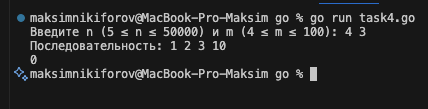 maksimnikiforov@MacBook-Pro-Maksim go % go run task4.go
Введите n (5 ≤ n ≤ 50000) и m (4 ≤ m ≤ 100): 4 3
Последовательность: 1 2 3 10
0
maksimnikiforov@MacBook-Pro-Maksim go %